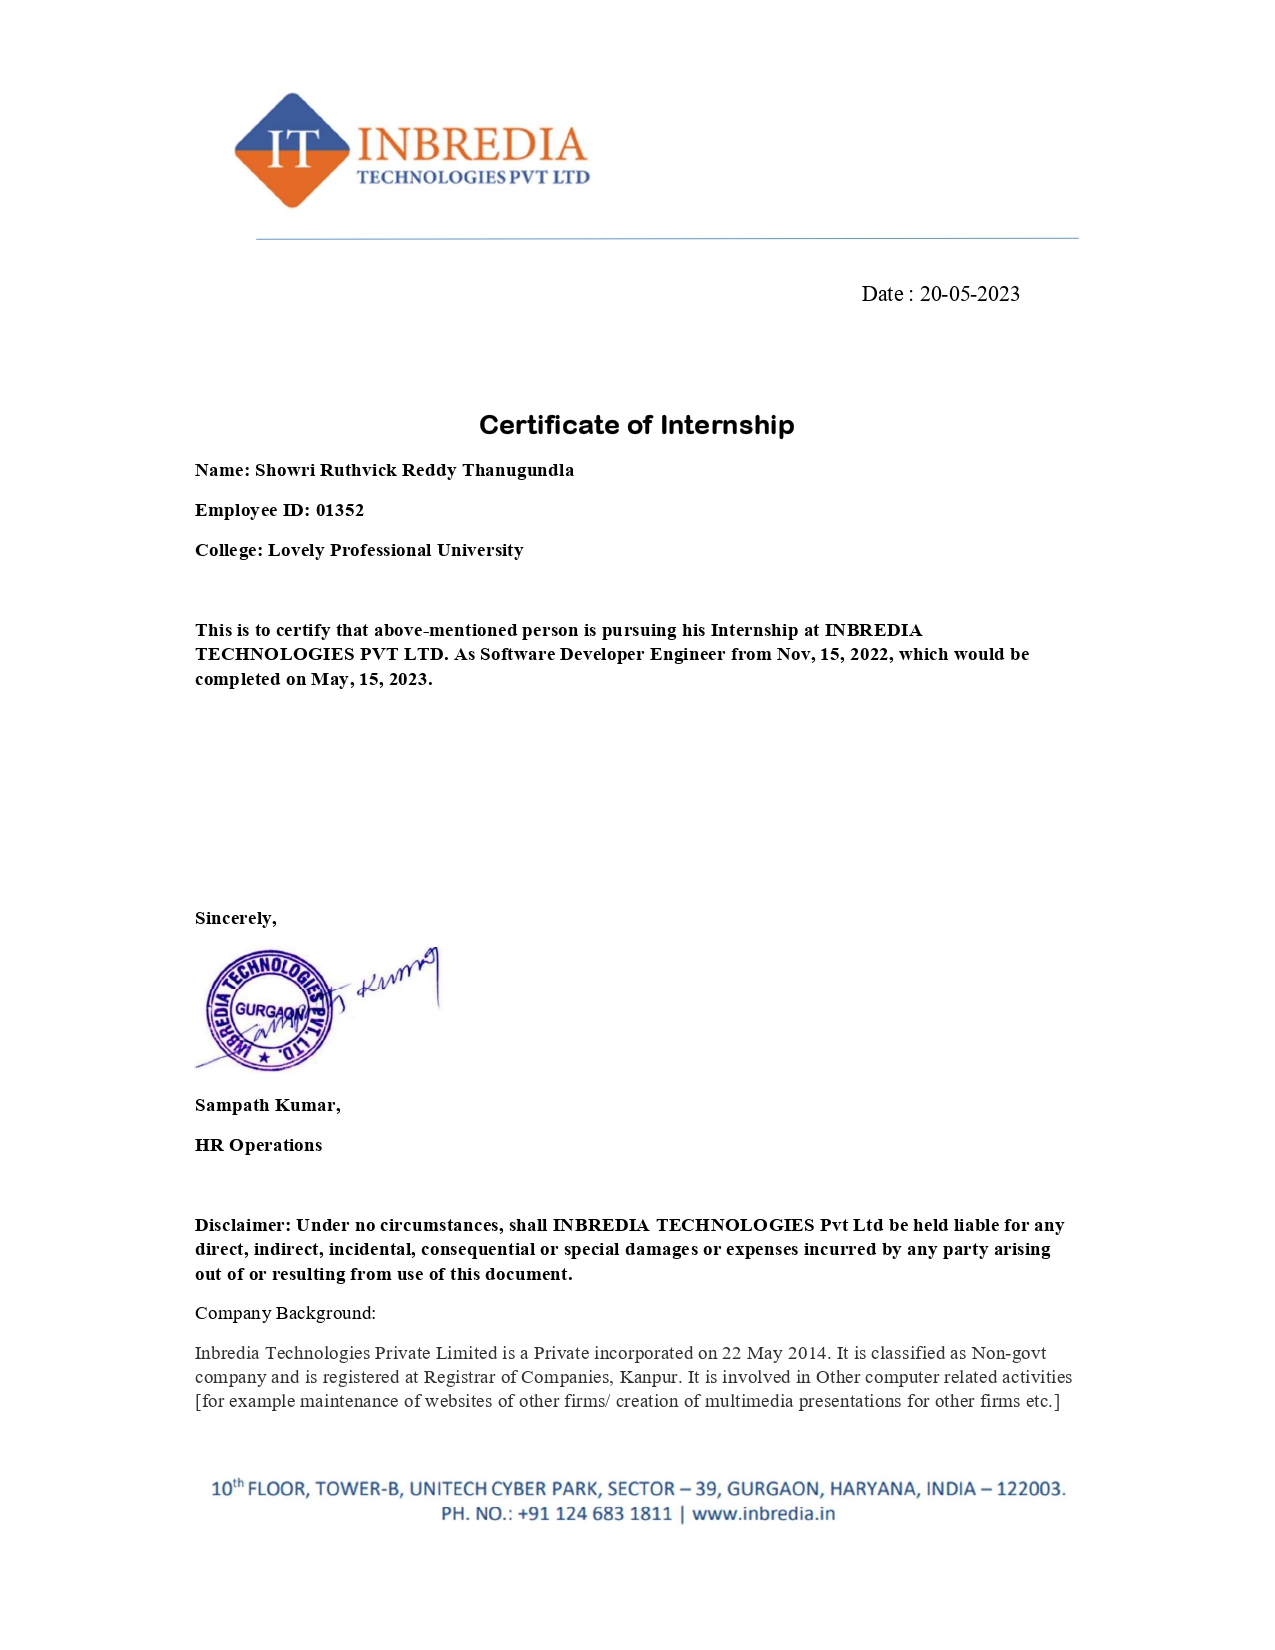 IT INBREDIA
TECHNOLOGIES PVT LTD
Date : 20-05-2023
Certificate of Internship
Name: Showri Ruthvick Reddy Thanugundla
Employee ID: 01352
College: Lovely Professional University
This is to certify that above-mentioned person is pursuing his Internship at INBREDIA
TECHNOLOGIES PVT LTD. As Software Developer Engineer from Nov, 15, 2022, which would be
completed on May, 15, 2023.
Sincerely,
INBREDIA TECHNOLOGIES PVT. LTD.
GURGAON
Sampath Kumar
Sampath Kumar,
HR Operations
Disclaimer: Under no circumstances, shall INBREDIA TECHNOLOGIES Pvt Ltd be held liable for any
direct, indirect, incidental, consequential or special damages or expenses incurred by any party arising
out of or resulting from use of this document.
Company Background:
Inbredia Technologies Private Limited is a Private incorporated on 22 May 2014. It is classified as Non-govt
company and is registered at Registrar of Companies, Kanpur. It is involved in Other computer related activities
[for example maintenance of websites of other firms/ creation of multimedia presentations for other firms etc.]
10th FLOOR, TOWER-B, UNITECH CYBER PARK, SECTOR – 39, GURGAON, HARYANA, INDIA – 122003.
PH. NO.: +91 124 683 1811 | www.inbredia.in